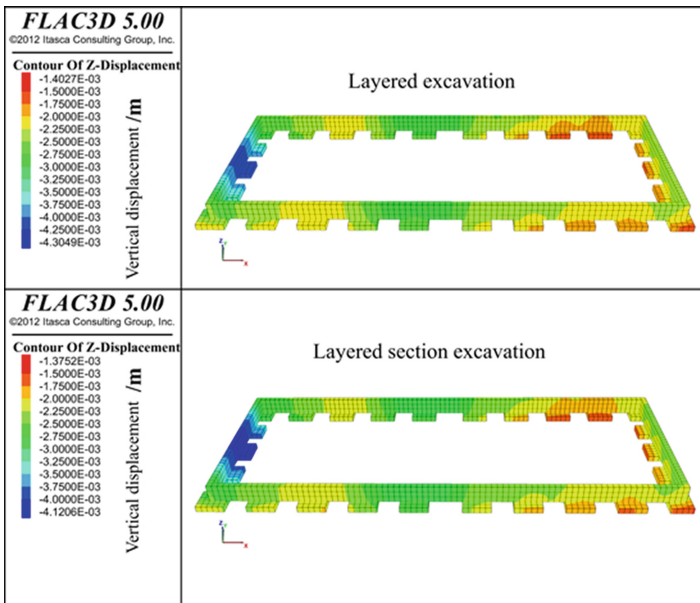 FLAC3D 5.00
©2012 Itasca Consulting Group, Inc.
Contour Of Z-Displacement
-1.4027E-03
-1.5000E-03
-1.7500E-03
-2.0000E-03
-2.2500E-03
-2.5000E-03
-2.7500E-03
-3.0000E-03
-3.2500E-03
-3.5000E-03
-3.7500E-03
-4.0000E-03
-4.2500E-03
-4.3049E-03
Vertical displacement /m
Layered excavation
Z
Y
X
FLAC3D 5.00
©2012 Itasca Consulting Group, Inc.
Contour Of Z-Displacement
-1.3752E-03
-1.5000E-03
-1.7500E-03
-2.0000E-03
-2.2500E-03
-2.5000E-03
-2.7500E-03
-3.0000E-03
-3.2500E-03
-3.5000E-03
-3.7500E-03
-4.0000E-03
-4.1206E-03
Vertical displacement /m
Layered section excavation
Z
Y
X